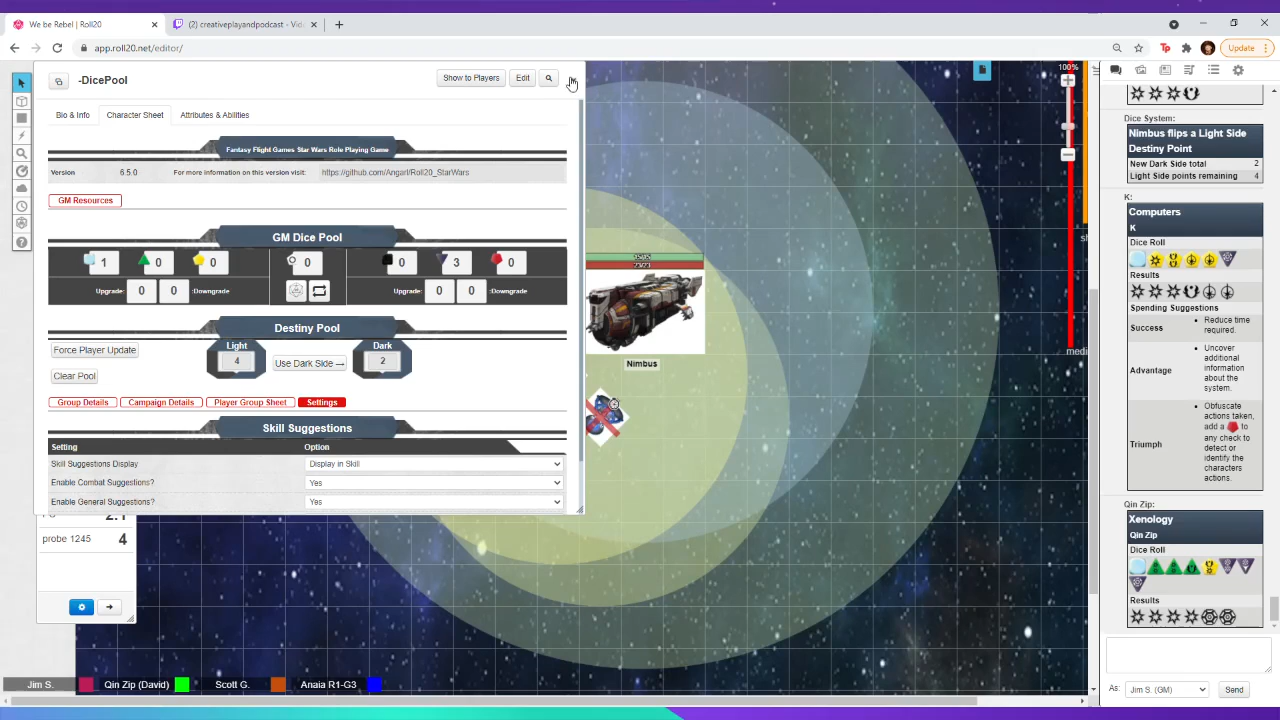 We be Rebel | Roll20
(2) creativeplayandpodcast - Vid
app.roll20.net/editor/
Update
-DicePool
Show to Players
Edit
Bio & Info
Character Sheet
Attributes & Abilities
Fantasy Flight Games Star Wars Role Playing Game
Version
6.5.0
For more information on this version visit:
https://github.com/Angarl/Roll20_StarWars
GM Resources
GM Dice Pool
1
0
0
0
0
3
0
Upgrade:
0
0
:Downgrade
Upgrade:
0
0
:Downgrade
Destiny Pool
Force Player Update
Light
4
Use Dark Side →
Dark
2
Clear Pool
Group Details
Campaign Details
Player Group Sheet
Settings
Skill Suggestions
Setting
Option
Skill Suggestions Display
Display in Skill
Enable Combat Suggestions?
Yes
Enable General Suggestions?
Yes
2.1
probe 1245
4
Nimbus
100%
sh
medi
Jim S.
Qin Zip (David)
Scott G.
Anaia R1-G3
Dice System:
Nimbus flips a Light Side
Destiny Point
New Dark Side total
2
Light Side points remaining
4
K:
Computers
K
Dice Roll
Results
Spending Suggestions
Success
Reduce time
required.
Advantage
Uncover
additional
information
about the
system.
Triumph
Obfuscate
actions taken,
add a
to
any check to
detect or
identify the
characters
actions.
Qin Zip:
Xenology
Qin Zip
Dice Roll
Results
As:
Jim S. (GM)
Send